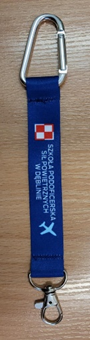 SZKOŁA PODOFICERSKA
SIŁ POWIETRZNYCH
W DĘBLINIE